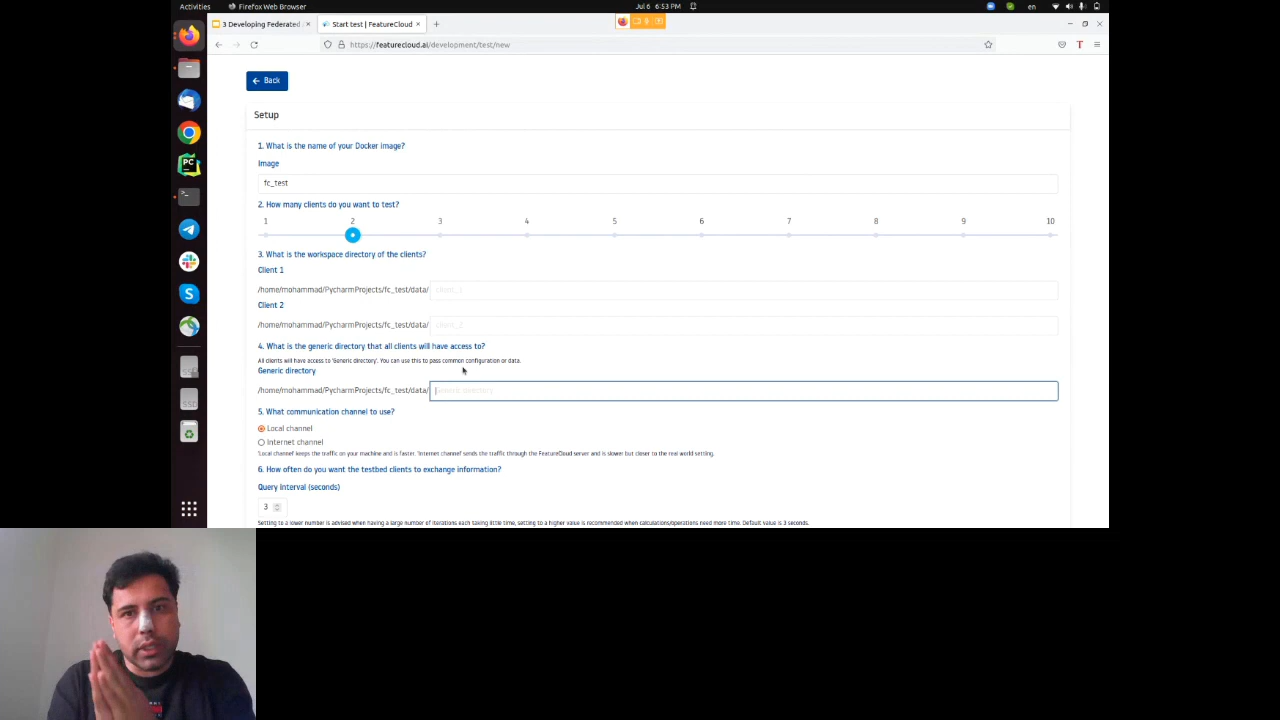 Activities
Firefox Web Browser
Jul 6 6:53 PM
en
3 Developing Federated
Start test | FeatureCloud
https://featurecloud.ai/development/test/new
Back
Setup
1. What is the name of your Docker image?
Image
fc_test
2. How many clients do you want to test?
1 2 3 4 5 6 7 8 9 10
3. What is the workspace directory of the clients?
Client 1
/home/mohammad/PycharmProjects/fc_test/data/ client_1
Client 2
/home/mohammad/PycharmProjects/fc_test/data/ client_2
4. What is the generic directory that all clients will have access to?
All clients will have access to 'Generic directory'. You can use this to pass common configuration or data.
Generic directory
/home/mohammad/PycharmProjects/fc_test/data/ generic directory
5. What communication channel to use?
Local channel
Internet channel
'Local channel' keeps the traffic on your machine and is faster. 'Internet channel' sends the traffic through the FeatureCloud server and is slower but closer to the real world setting.
6. How often do you want the testbed clients to exchange information?
Query Interval (seconds)
3
Setting to a lower number is advised when having a large number of iterations each taking little time, setting to a higher value is recommended when calculations/operations need more time. Default value is 3 seconds.